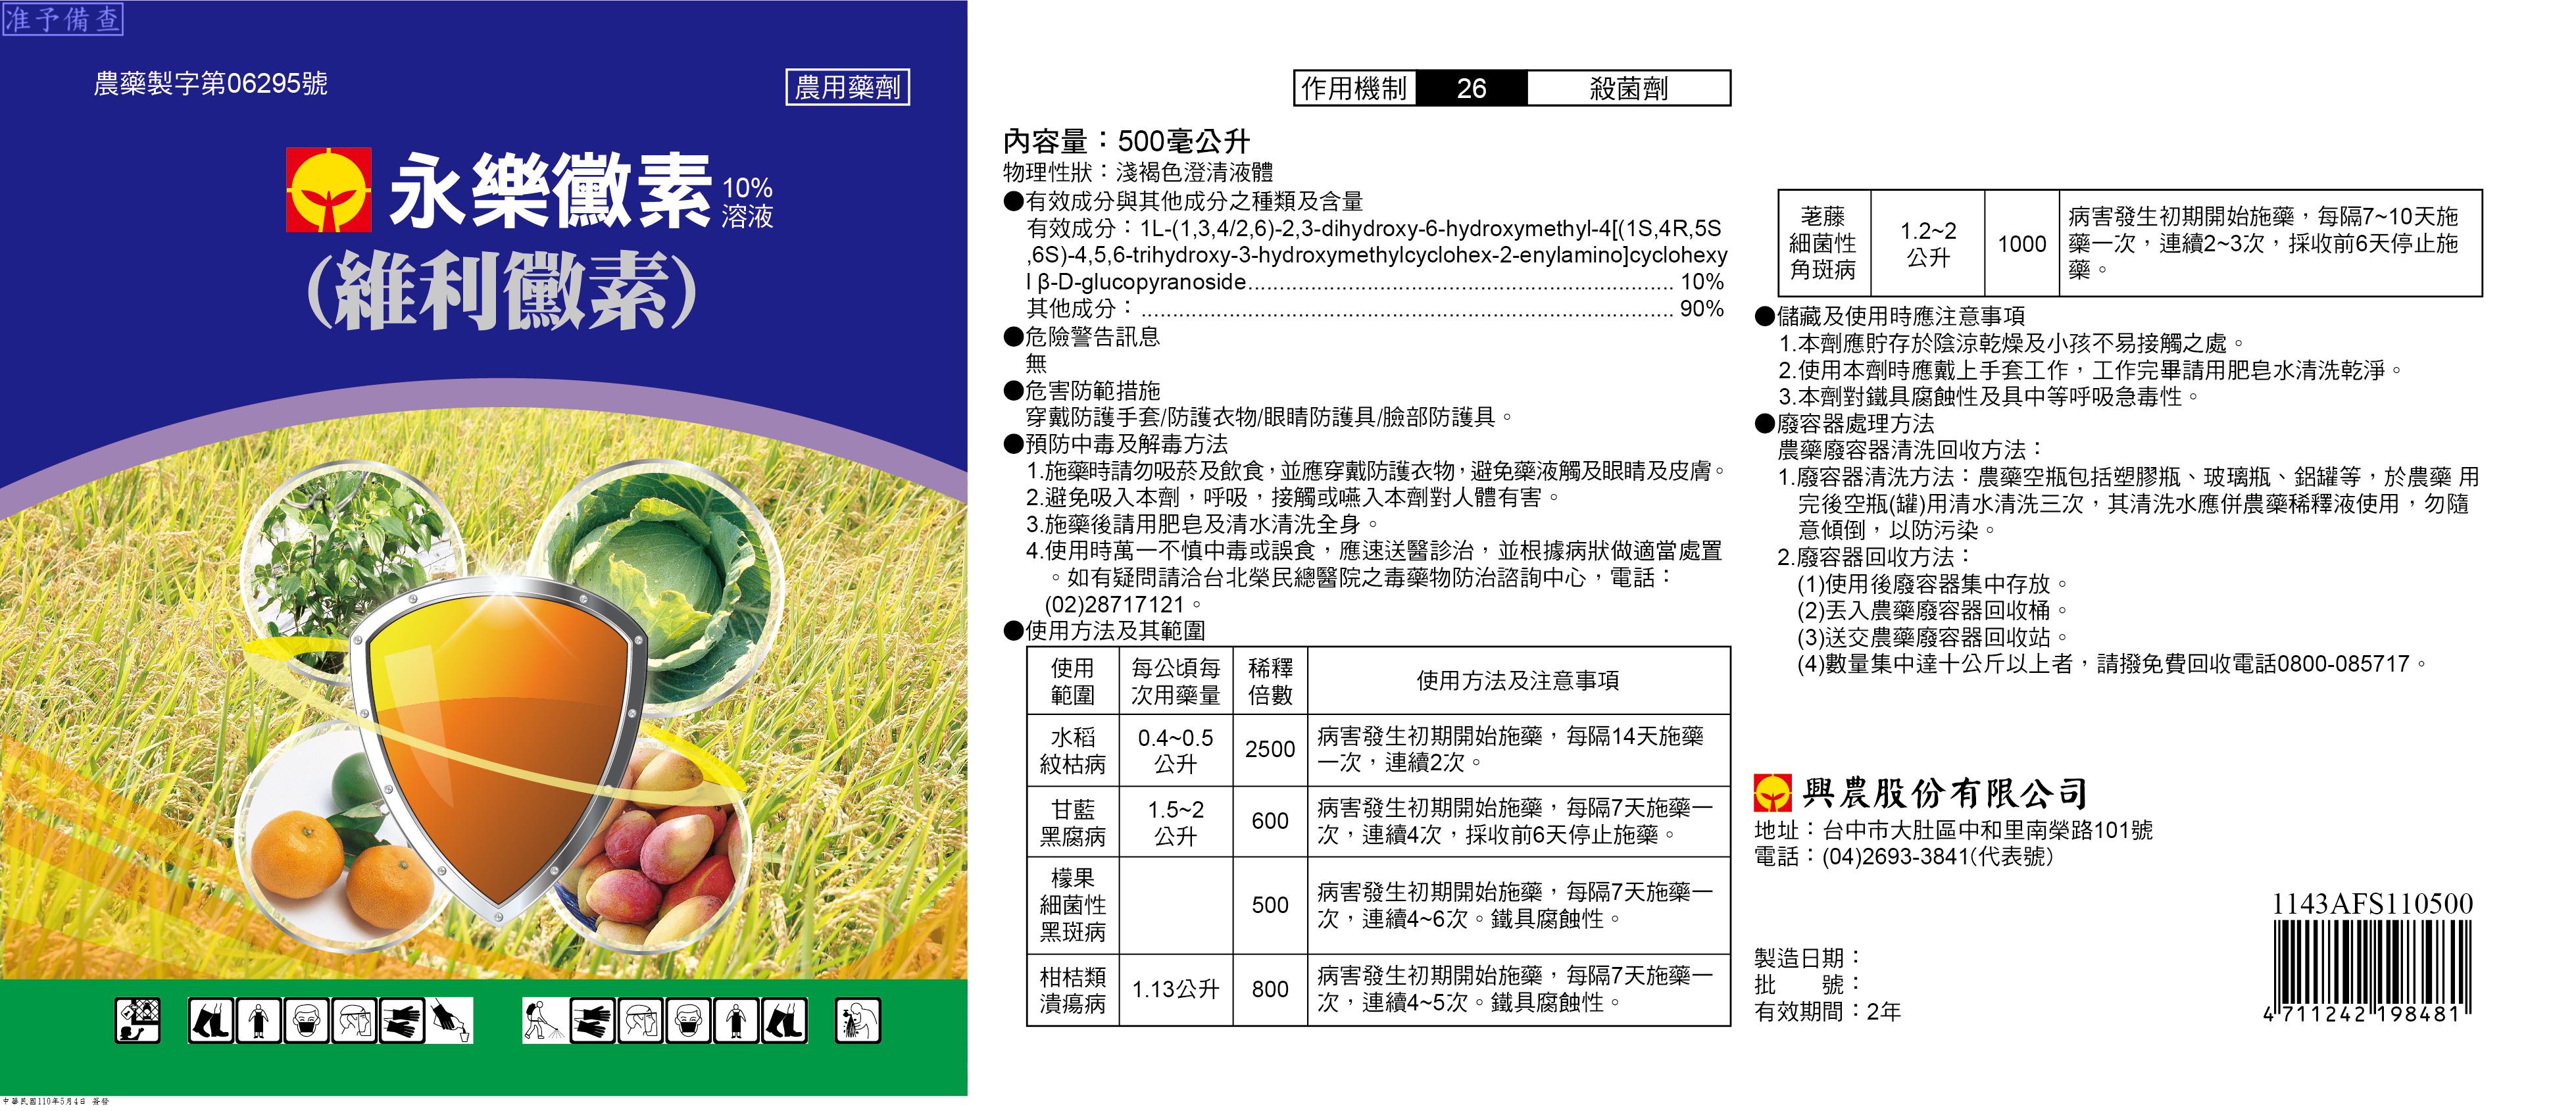 准予備查
農藥製字第06295號
農用藥劑
永樂黴素 10%
溶液
(維利黴素)
中華民國110年5月4日 簽發
作用機制 26 殺菌劑
內容量：500毫公升
物理性狀：淺褐色澄清液體
●有效成分與其他成分之種類及含量
有效成分：1L-(1,3,4/2,6)-2,3-dihydroxy-6-hydroxymethyl-4[(1S,4R,5S
,6S)-4,5,6-trihydroxy-3-hydroxymethylcyclohex-2-enylamino]cyclohexy
l β-D-glucopyranoside.................................................................... 10%
其他成分：..................................................................................... 90%
●危險警告訊息
無
●危害防範措施
穿戴防護手套/防護衣物/眼睛防護具/臉部防護具。
●預防中毒及解毒方法
1.施藥時請勿吸菸及飲食，並應穿戴防護衣物，避免藥液觸及眼睛及皮膚。
2.避免吸入本劑，呼吸，接觸或嚥入本劑對人體有害。
3.施藥後請用肥皂及清水清洗全身。
4.使用時萬一不慎中毒或誤食，應速送醫診治，並根據病狀做適當處置
。如有疑問請洽台北榮民總醫院之毒藥物防治諮詢中心，電話：
(02)28717121。
●使用方法及其範圍
使用
範圍
每公頃每
次用藥量
稀釋
倍數
使用方法及注意事項
水稻
紋枯病
0.4~0.5
公升
2500
病害發生初期開始施藥，每隔14天施藥
一次，連續2次。
甘藍
黑腐病
1.5~2
公升
600
病害發生初期開始施藥，每隔7天施藥一
次，連續4次，採收前6天停止施藥。
檬果
細菌性
黑斑病
500
病害發生初期開始施藥，每隔7天施藥一
次，連續4~6次。鐵具腐蝕性。
柑桔類
潰瘍病
1.13公升
800
病害發生初期開始施藥，每隔7天施藥一
次，連續4~5次。鐵具腐蝕性。
荖藤
細菌性
角斑病
1.2~2
公升
1000
病害發生初期開始施藥，每隔7~10天施
藥一次，連續2~3次，採收前6天停止施
藥。
●儲藏及使用時應注意事項
1.本劑應貯存於陰涼乾燥及小孩不易接觸之處。
2.使用本劑時應戴上手套工作，工作完畢請用肥皂水清洗乾淨。
3.本劑對鐵具腐蝕性及具中等呼吸急毒性。
●廢容器處理方法
農藥廢容器清洗回收方法：
1.廢容器清洗方法：農藥空瓶包括塑膠瓶、玻璃瓶、鋁罐等，於農藥 用
完後空瓶(罐)用清水清洗三次，其清洗水應併農藥稀釋液使用，勿隨
意傾倒，以防污染。
2.廢容器回收方法：
(1)使用後廢容器集中存放。
(2)丟入農藥廢容器回收桶。
(3)送交農藥廢容器回收站。
(4)數量集中達十公斤以上者，請撥免費回收電話0800-085717。
興農股份有限公司
地址：台中市大肚區中和里南榮路101號
電話：(04)2693-3841(代表號)
1143AFS110500
製造日期：
批　　號：
有效期間：2年
4 711242 198481